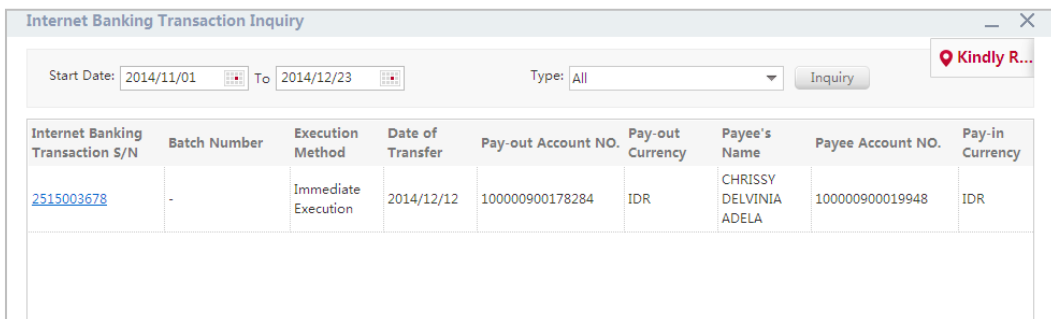 Internet Banking Transaction Inquiry
Kindly R...
Start Date: 2014/11/01 To 2014/12/23 Type: All Inquiry
Internet Banking Transaction S/N Batch Number Execution Method Date of Transfer Pay-out Account NO. Pay-out Currency Payee's Name Payee Account NO. Pay-in Currency
2515003678 - Immediate Execution 2014/12/12 100000900178284 IDR CHRISSY DELVINIA ADELA 100000900019948 IDR